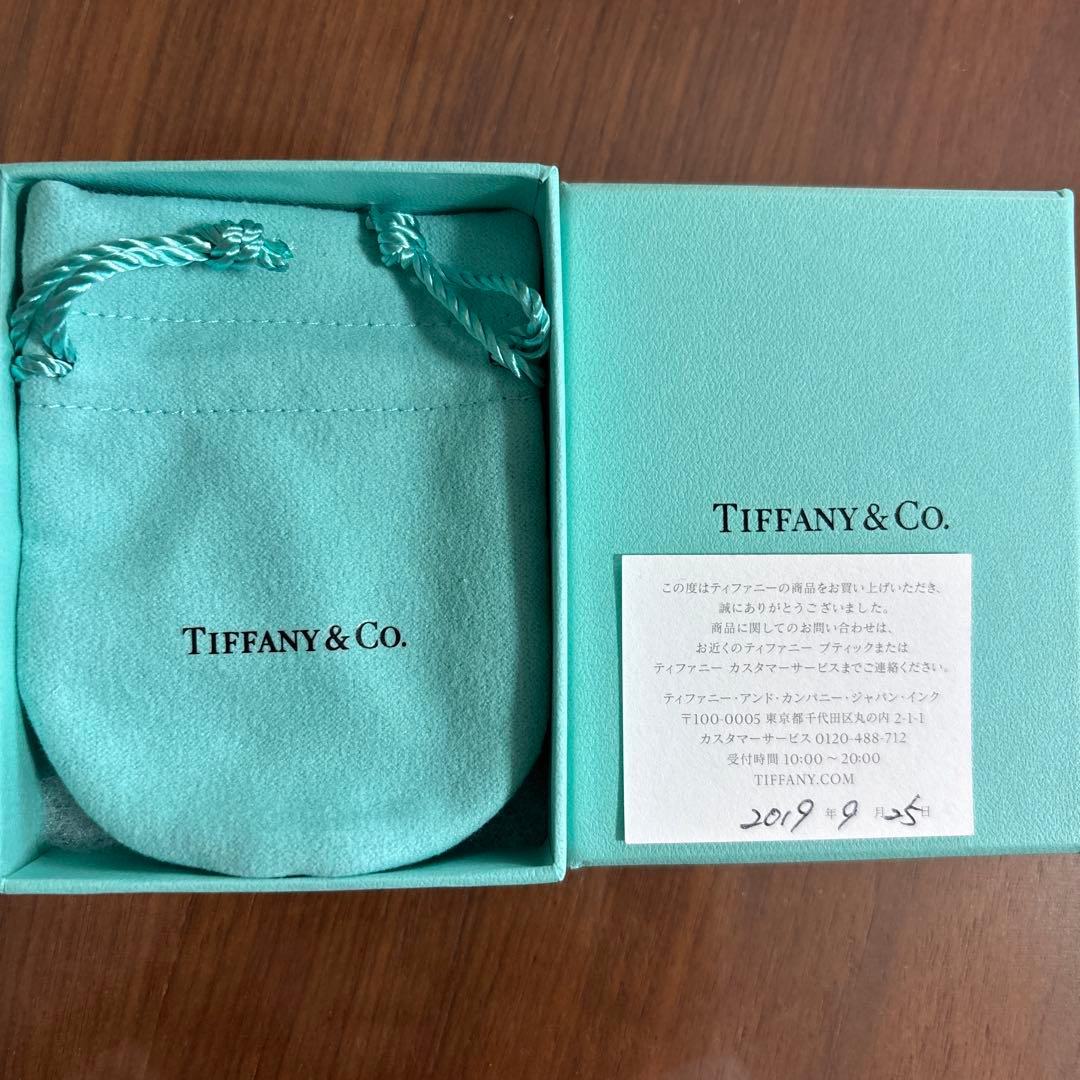 TIFFANY & CO.
TIFFANY & CO.
この度はティファニーの商品をお買い上げいただき、
誠にありがとうございました。
商品に関してのお問い合わせは、
お近くのティファニー ブティックまたは
ティファニー カスタマーサービスまでご連絡ください。
ティファニー・アンド・カンパニー・ジャパン・インク
〒100-0005 東京都千代田区丸の内 2-1-1
カスタマーサービス 0120-488-712
受付時間 10:00 ～ 20:00
TIFFANY.COM
2019 年 9 月 25 日